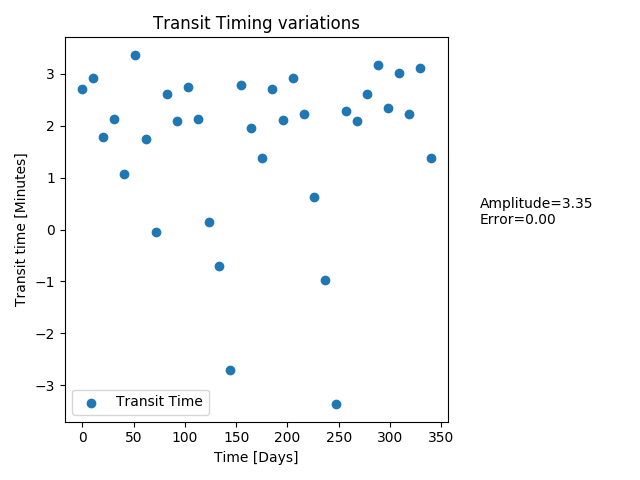 Transit Timing variations
Transit time [Minutes]
3
2
1
0
−1
−2
−3
Transit Time
0
50
100
150
200
250
300
350
Time [Days]
Amplitude=3.35
Error=0.00